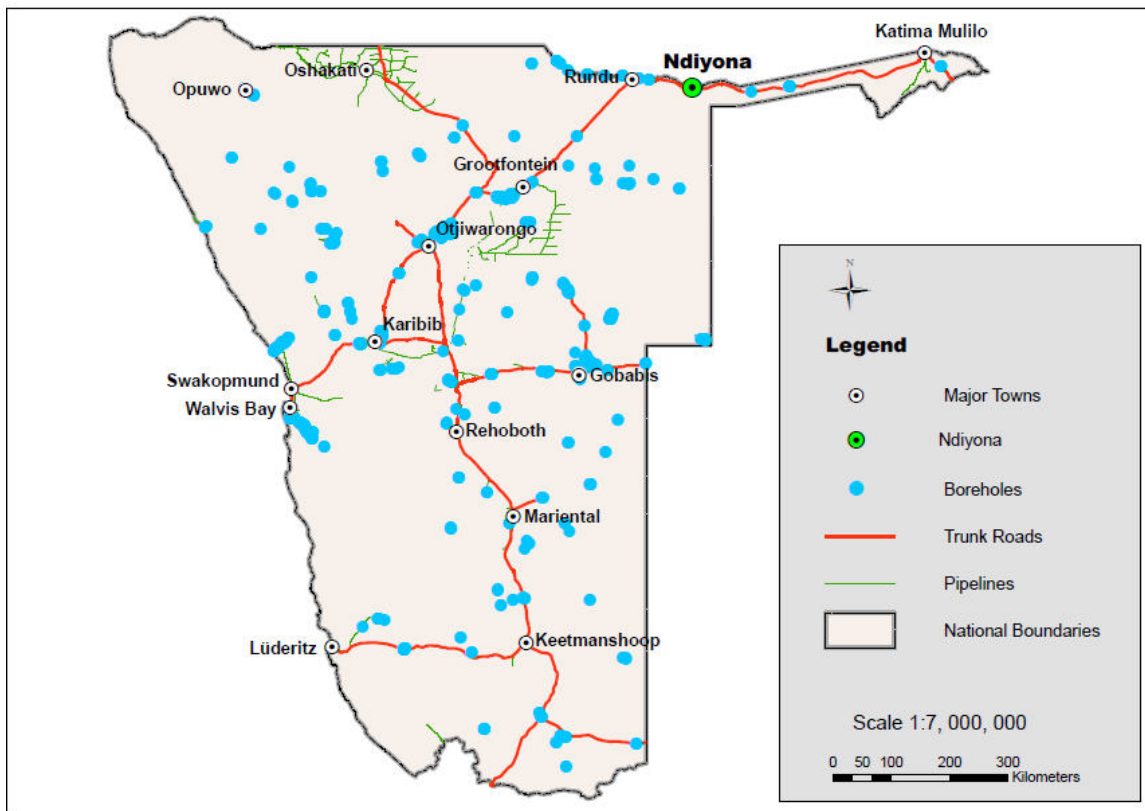 Katima Mulilo
Ndiyona
Oshakati
Rundu
Opuwo
Grootfontein
Otjiwarongo
Karibib
Swakopmund
Gobabis
Walvis Bay
Rehoboth
Mariental
Lüderitz
Keetmanshoop
N
Legend
Major Towns
Ndiyona
Boreholes
Trunk Roads
Pipelines
National Boundaries
Scale 1:7, 000, 000
0 50 100 200 300
Kilometers